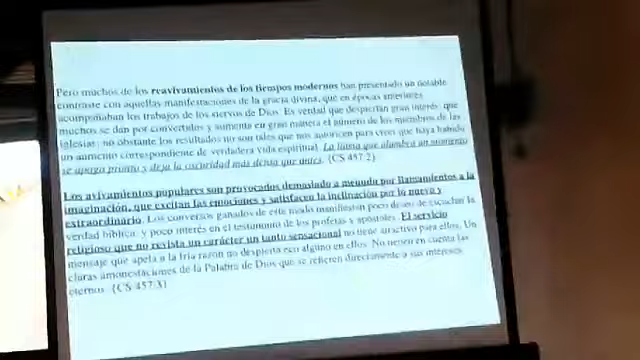 Pero muchos de los reavivamientos de los tiempos modernos han presentado un notable
contraste con aquellas manifestaciones de la gracia divina, que en épocas anteriores
acompañaban los trabajos de los siervos de Dios. Es verdad que despiertan gran interés, que
muchos se dan por convertidos y aumenta en gran manera el número de los miembros de las
iglesias; no obstante los resultados no son tales que nos autoricen para creer que haya habido
un aumento correspondiente de verdadera vida espiritual. La llama que alumbra un momento
se apaga pronto y deja la oscuridad más densa que antes. {CS 457.2}
Los avivamientos populares son provocados demasiado a menudo por llamamientos a la
imaginación, que excitan las emociones y satisfacen la inclinación por lo nuevo y
extraordinario. Los conversos ganados de este modo manifiestan poco deseo de escuchar la
verdad bíblica, y poco interés en el testimonio de los profetas y apóstoles. El servicio
religioso que no revista un carácter un tanto sensacional no tiene atractivo para ellos. Un
mensaje que apela a la fría razón no despierta eco alguno en ellos. No tienen en cuenta las
claras amonestaciones de la Palabra de Dios que se refieren directamente a sus intereses
eternos. {CS 457.3}